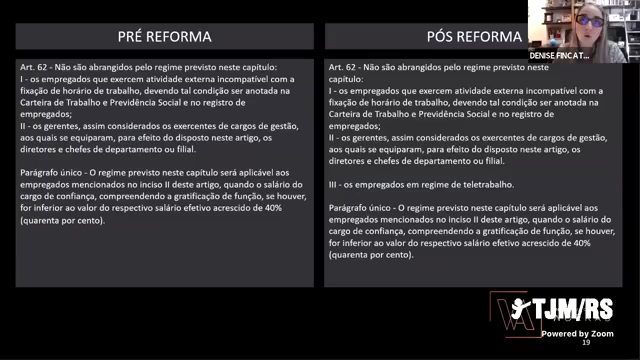 PRÉ REFORMA
Art. 62 - Não são abrangidos pelo regime previsto neste capítulo:
I - os empregados que exercem atividade externa incompatível com a
fixação de horário de trabalho, devendo tal condição ser anotada na
Carteira de Trabalho e Previdência Social e no registro de
empregados;
II - os gerentes, assim considerados os exercentes de cargos de gestão,
aos quais se equiparam, para efeito do disposto neste artigo, os
diretores e chefes de departamento ou filial.
Parágrafo único - O regime previsto neste capítulo será aplicável aos
empregados mencionados no inciso II deste artigo, quando o salário do
cargo de confiança, compreendendo a gratificação de função, se houver,
for inferior ao valor do respectivo salário efetivo acrescido de 40%
(quarenta por cento).
PÓS REFORMA
Art. 62 - Não são abrangidos pelo regime previsto neste
capítulo:
I - os empregados que exercem atividade externa incompatível com a
fixação de horário de trabalho, devendo tal condição ser anotada na
Carteira de Trabalho e Previdência Social e no registro de
empregados;
II - os gerentes, assim considerados os exercentes de cargos de gestão,
aos quais se equiparam, para efeito do disposto neste artigo, os
diretores e chefes de departamento ou filial.
III - os empregados em regime de teletrabalho.
Parágrafo único - O regime previsto neste capítulo será aplicável aos
empregados mencionados no inciso II deste artigo, quando o salário do
cargo de confiança, compreendendo a gratificação de função, se houver,
for inferior ao valor do respectivo salário efetivo acrescido de 40%
(quarenta por cento).
DENISE FINCAT...
TJM/RS
Powered by Zoom
19